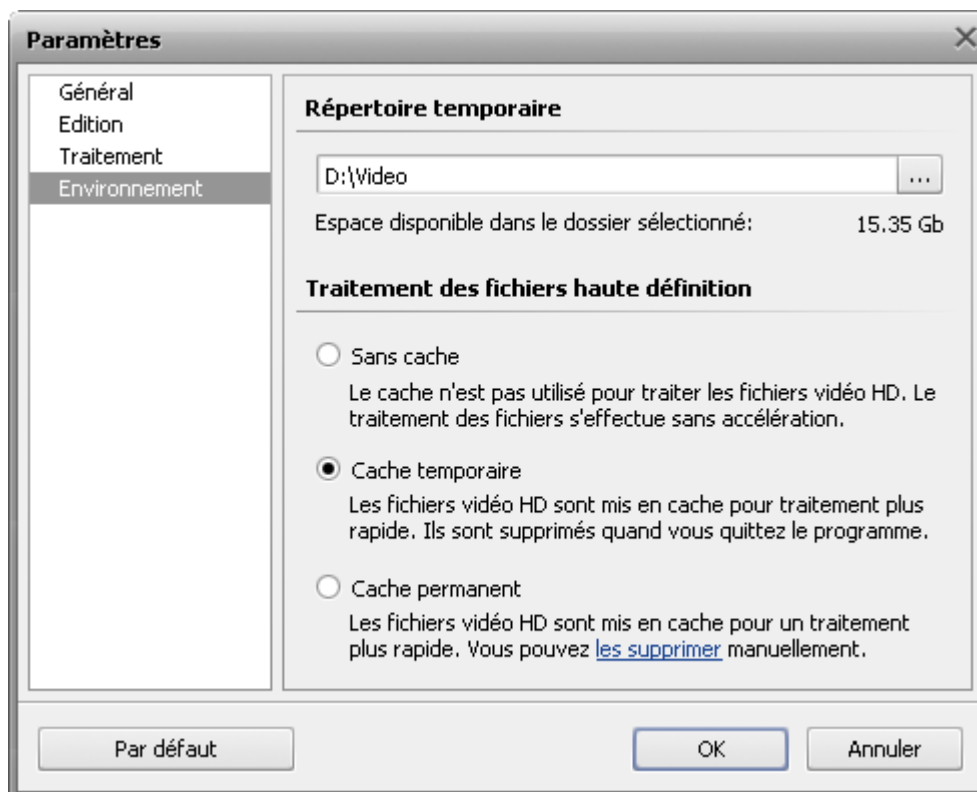 Paramètres
Général
Edition
Traitement
Environnement
Répertoire temporaire
D:\Video
...
Espace disponible dans le dossier sélectionné: 15.35 Gb
Traitement des fichiers haute définition
Sans cache
Le cache n'est pas utilisé pour traiter les fichiers vidéo HD. Le
traitement des fichiers s'effectue sans accélération.
Cache temporaire
Les fichiers vidéo HD sont mis en cache pour traitement plus
rapide. Ils sont supprimés quand vous quittez le programme.
Cache permanent
Les fichiers vidéo HD sont mis en cache pour un traitement
plus rapide. Vous pouvez les supprimer manuellement.
Par défaut
OK
Annuler